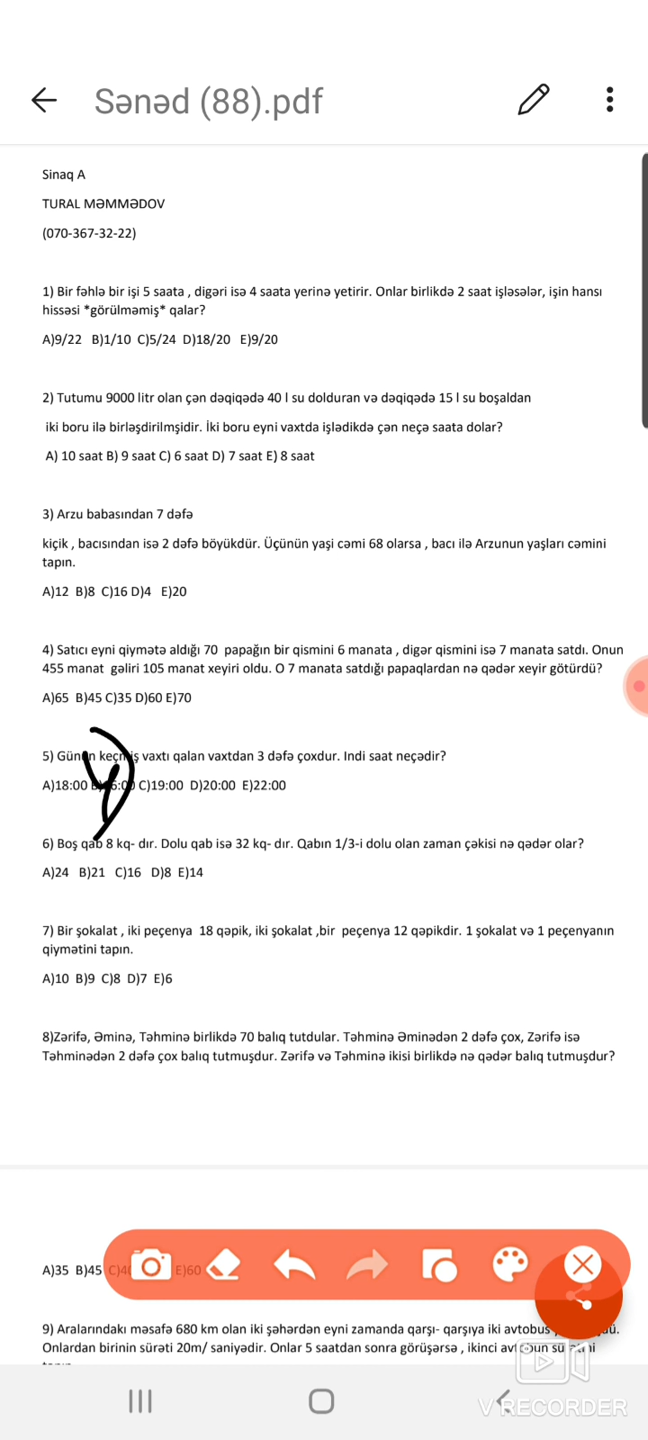 Sənəd (88).pdf
Sinaq A
TURAL MƏMMƏDOV
(070-367-32-22)
1) Bir fəhlə bir işi 5 saata , digəri isə 4 saata yerinə yetirir. Onlar birlikdə 2 saat işləsələr, işin hansı
hissəsi *görülməmiş* qalar?
A)9/22 B)1/10 C)5/24 D)18/20 E)9/20
2) Tutumu 9000 litr olan çən dəqiqədə 40 l su dolduran və dəqiqədə 15 l su boşaldan
iki boru ilə birləşdirilmşidir. İki boru eyni vaxtda işlədikdə çən neçə saata dolar?
A) 10 saat B) 9 saat C) 6 saat D) 7 saat E) 8 saat
3) Arzu babasından 7 dəfə
kiçik , bacısından isə 2 dəfə böyükdür. Üçünün yaşi cəmi 68 olarsa , bacı ilə Arzunun yaşları cəmini
tapın.
A)12 B)8 C)16 D)4 E)20
4) Satıcı eyni qiymətə aldığı 70 papağın bir qismini 6 manata , digər qismini isə 7 manata satdı. Onun
455 manat gəliri 105 manat xeyiri oldu. O 7 manata satdığı papaqlardan nə qədər xeyir götürdü?
A)65 B)45 C)35 D)60 E)70
5) Günün keçmiş vaxtı qalan vaxtdan 3 dəfə çoxdur. Indi saat neçədir?
A)18:00 C)19:00 D)20:00 E)22:00
6) Boş qab 8 kq- dır. Dolu qab isə 32 kq- dır. Qabın 1/3-i dolu olan zaman çəkisi nə qədər olar?
A)24 B)21 C)16 D)8 E)14
7) Bir şokalat , iki peçenya 18 qəpik, iki şokalat ,bir peçenya 12 qəpikdir. 1 şokalat və 1 peçenyanın
qiymətini tapın.
A)10 B)9 C)8 D)7 E)6
8)Zərifə, Əminə, Təhminə birlikdə 70 balıq tutdular. Təhminə Əminədən 2 dəfə çox, Zərifə isə
Təhminədən 2 dəfə çox balıq tutmuşdur. Zərifə və Təhminə ikisi birlikdə nə qədər balıq tutmuşdur?
A)35 B)45 E)60
9) Aralarındakı məsafə 680 km olan iki şəhərdən eyni zamanda qarşı- qarşıya iki avtobus
Onlardan birinin sürəti 20m/ saniyədir. Onlar 5 saatdan sonra görüşərsə , ikinci
V RECORDER